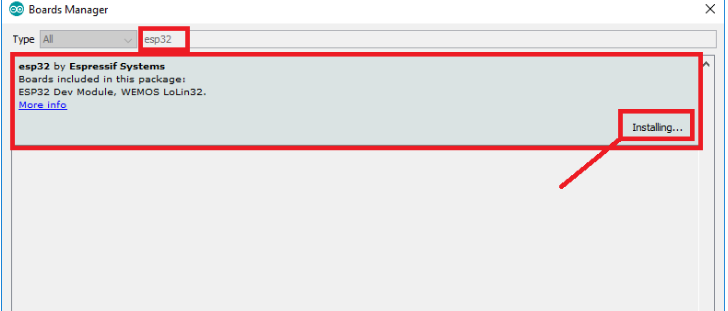 Boards Manager
Type All esp32
esp32 by Espressif Systems
Boards included in this package:
ESP32 Dev Module, WEMOS LoLin32.
More info
Installing...